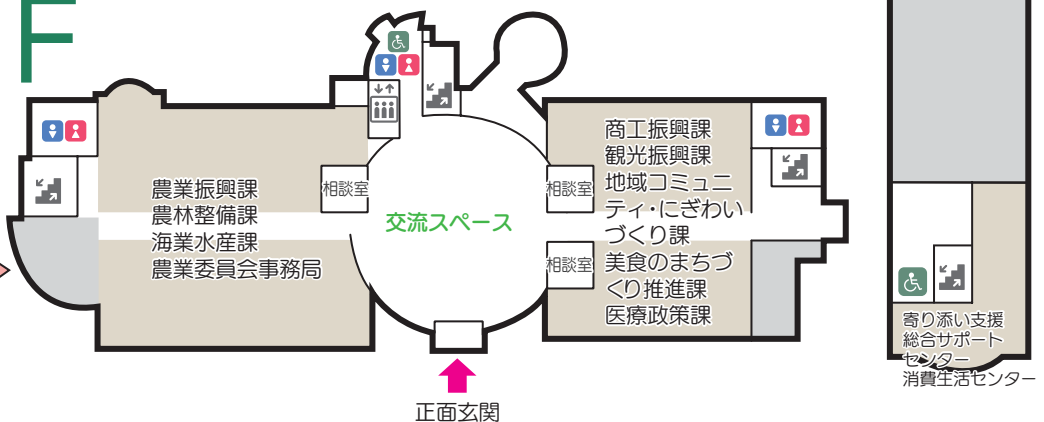 F
農業振興課
農林整備課
海業水産課
農業委員会事務局
相談室
交流スペース
相談室
相談室
商工振興課
観光振興課
地域コミュニ
ティ・にぎわい
づくり課
美食のまちづ
くり推進課
医療政策課
正面玄関
寄り添い支援
総合サポート
センター
消費生活センター